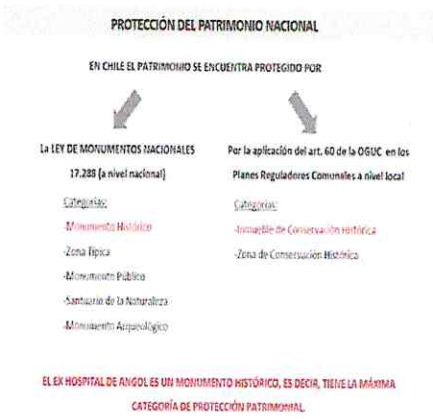 PROTECCIÓN DEL PATRIMONIO NACIONAL
EN CHILE EL PATRIMONIO SE ENCUENTRA PROTEGIDO POR
La LEY DE MONUMENTOS NACIONALES
17.288 (a nivel nacional)
Categorías:
-Monumento Histórico
-Zona Típica
-Monumento Público
-Santuario de la Naturaleza
-Monumento Arqueológico
Por la aplicación del art. 60 de la OGUC en los
Planes Reguladores Comunales a nivel local
Categorías:
-Inmueble de Conservación Histórica
-Zona de Conservación Histórica
EL EX HOSPITAL DE ANGOL ES UN MONUMENTO HISTÓRICO, ES DECIR, TIENE LA MÁXIMA
CATEGORÍA DE PROTECCIÓN PATRIMONIAL.